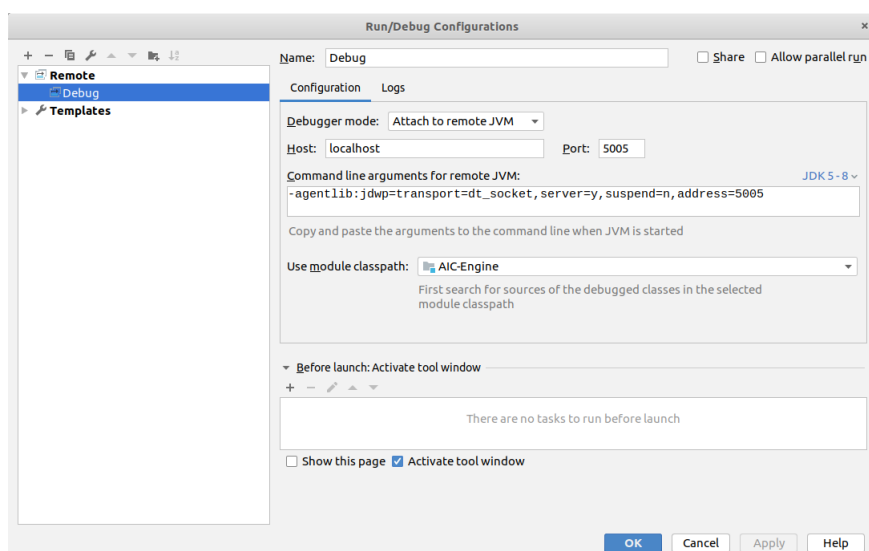 Run/Debug Configurations
Name: Debug Share Allow parallel run
Remote
Debug
Templates
Configuration Logs
Debugger mode: Attach to remote JVM
Host: localhost Port: 5005
Command line arguments for remote JVM: JDK 5 - 8
-agentlib:jdwp=transport=dt_socket,server=y,suspend=n,address=5005
Copy and paste the arguments to the command line when JVM is started
Use module classpath: AIC-Engine
First search for sources of the debugged classes in the selected
module classpath
Before launch: Activate tool window
There are no tasks to run before launch
Show this page Activate tool window
OK Cancel Apply Help